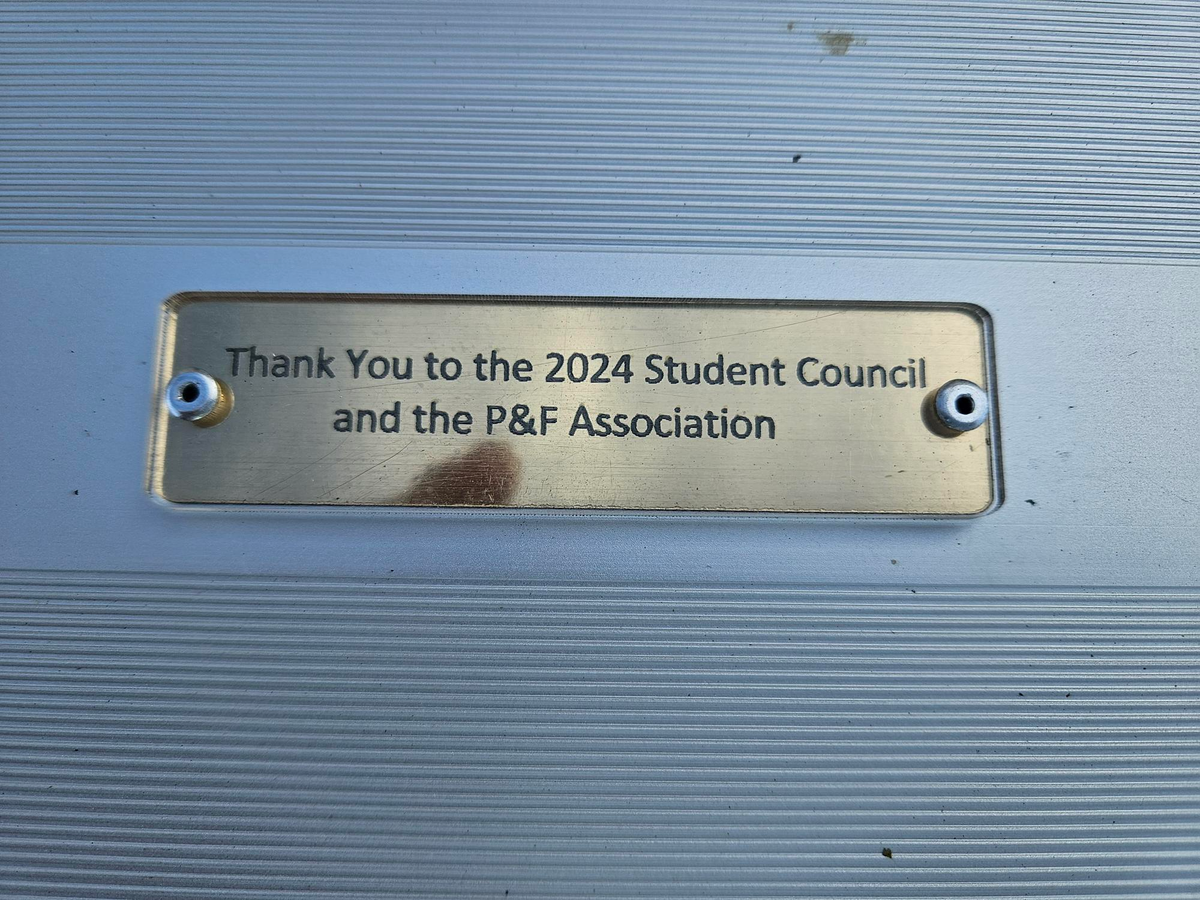 Thank You to the 2024 Student Council
and the P&F Association